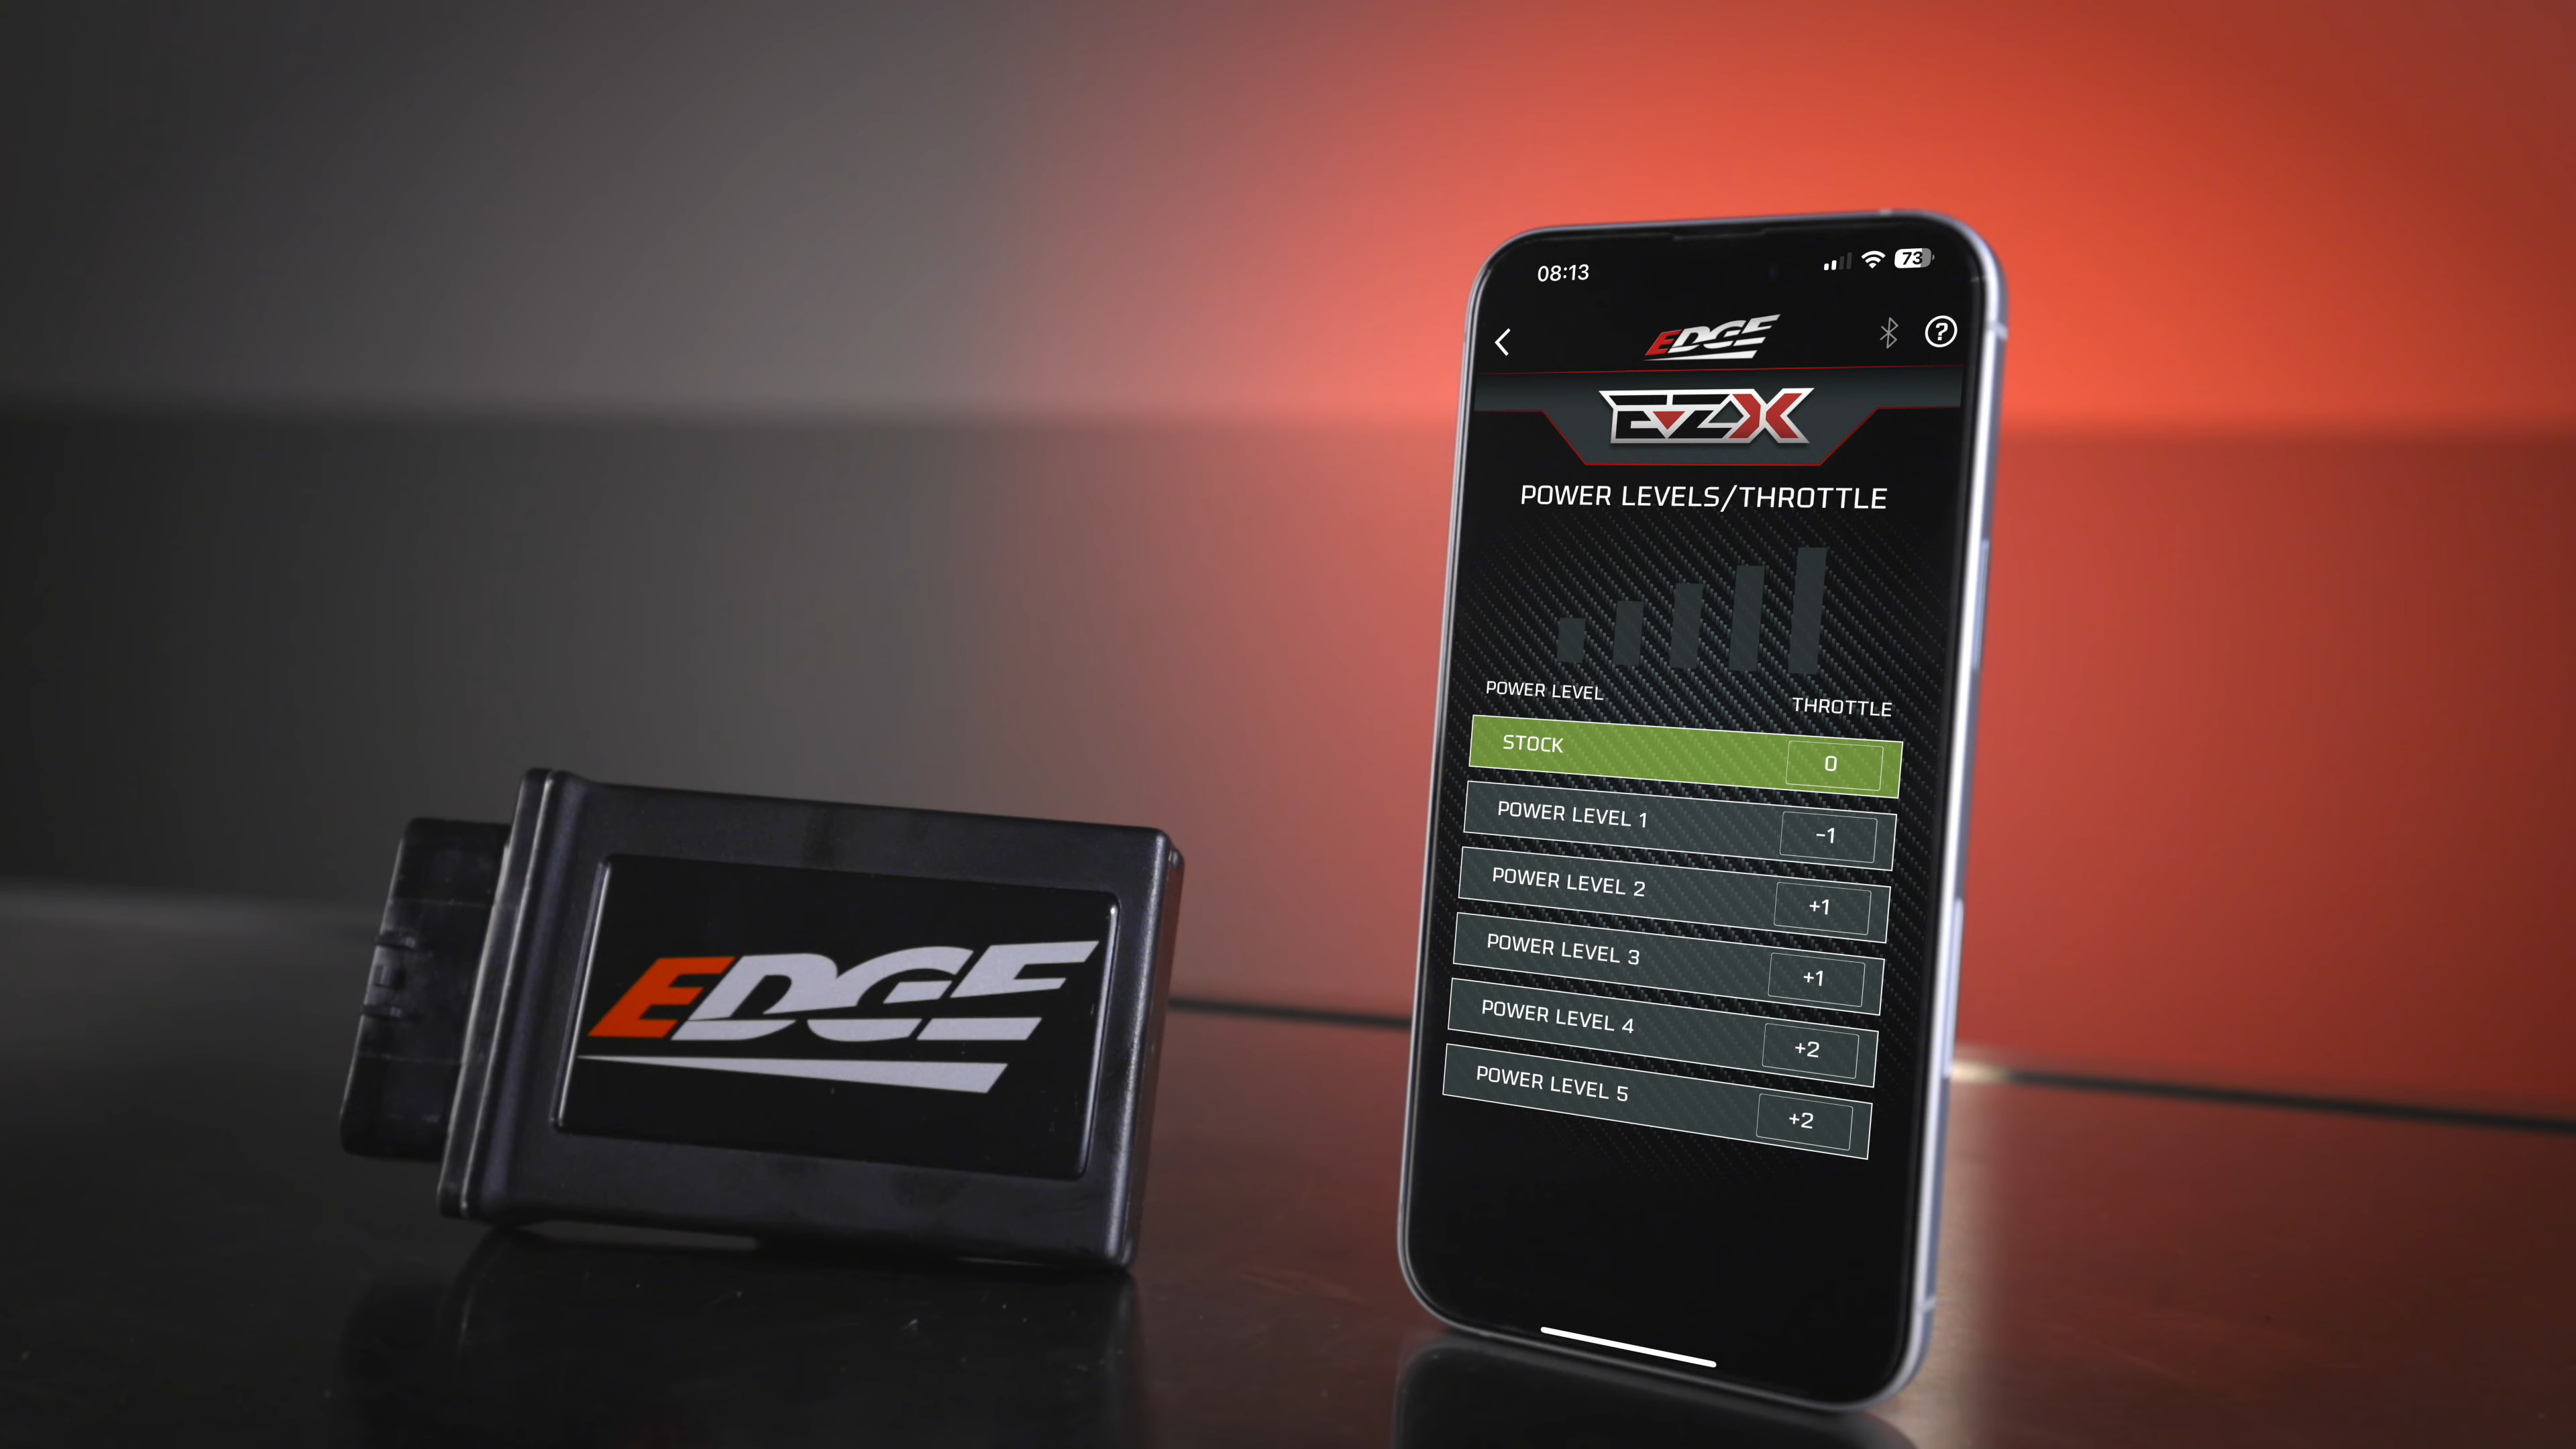 EDGE
08:13
73
EDGE
EZX
POWER LEVELS/THROTTLE
POWER LEVEL THROTTLE
STOCK 0
POWER LEVEL 1 -1
POWER LEVEL 2 +1
POWER LEVEL 3 +1
POWER LEVEL 4 +2
POWER LEVEL 5 +2